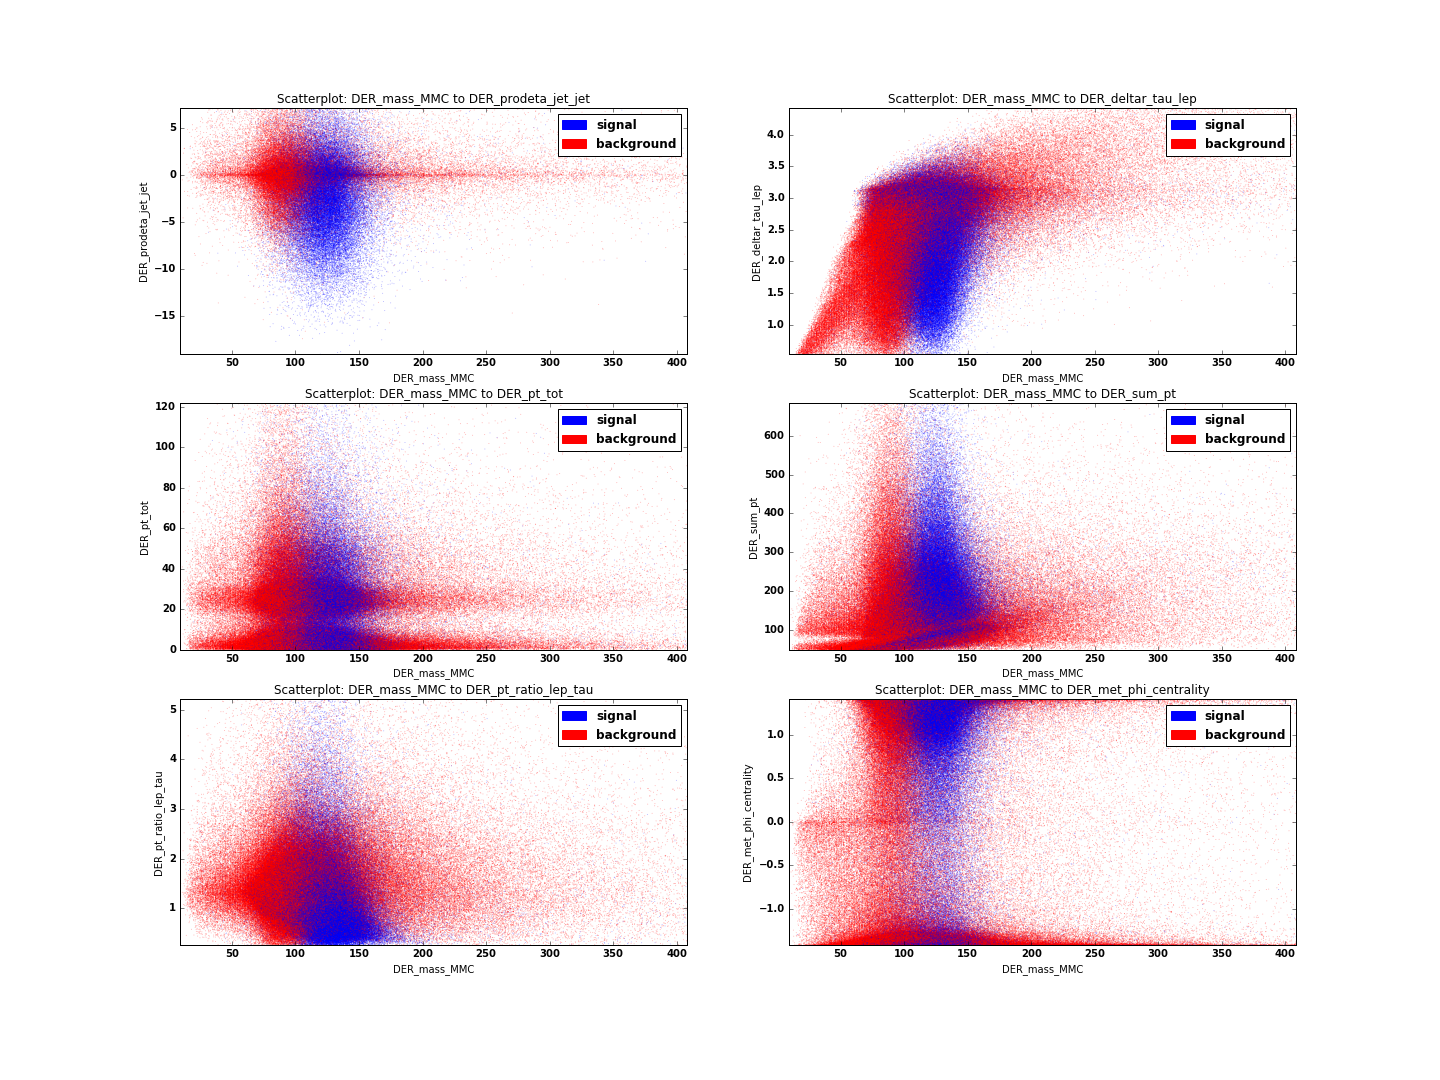 Scatterplot: DER_mass_MMC to DER_prodeta_jet_jet
signal
background
5
0
−5
−10
−15
DER_prodeta_jet_jet
50 100 150 200 250 300 350 400
DER_mass_MMC
Scatterplot: DER_mass_MMC to DER_deltar_tau_lep
signal
background
4.0
3.5
3.0
2.5
2.0
1.5
1.0
DER_deltar_tau_lep
50 100 150 200 250 300 350 400
DER_mass_MMC
Scatterplot: DER_mass_MMC to DER_pt_tot
signal
background
120
100
80
60
40
20
0
DER_pt_tot
50 100 150 200 250 300 350 400
DER_mass_MMC
Scatterplot: DER_mass_MMC to DER_sum_pt
signal
background
600
500
400
300
200
100
DER_sum_pt
50 100 150 200 250 300 350 400
DER_mass_MMC
Scatterplot: DER_mass_MMC to DER_pt_ratio_lep_tau
signal
background
5
4
3
2
1
DER_pt_ratio_lep_tau
50 100 150 200 250 300 350 400
DER_mass_MMC
Scatterplot: DER_mass_MMC to DER_met_phi_centrality
signal
background
1.0
0.5
0.0
−0.5
−1.0
DER_met_phi_centrality
50 100 150 200 250 300 350 400
DER_mass_MMC